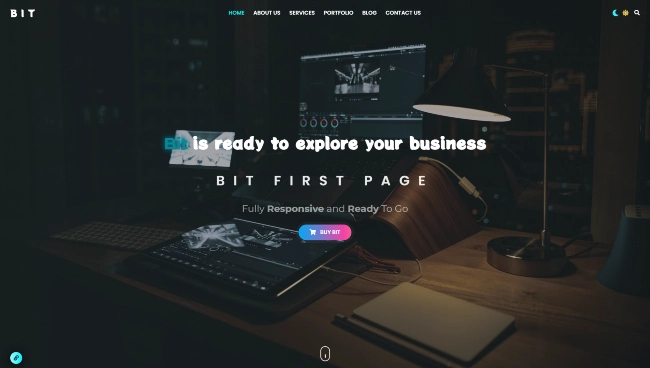 BIT
HOME ABOUT US SERVICES PORTFOLIO BLOG CONTACT US
Bit is ready to explore your business
BIT FIRST PAGE
Fully Responsive and Ready To Go
BUY BIT